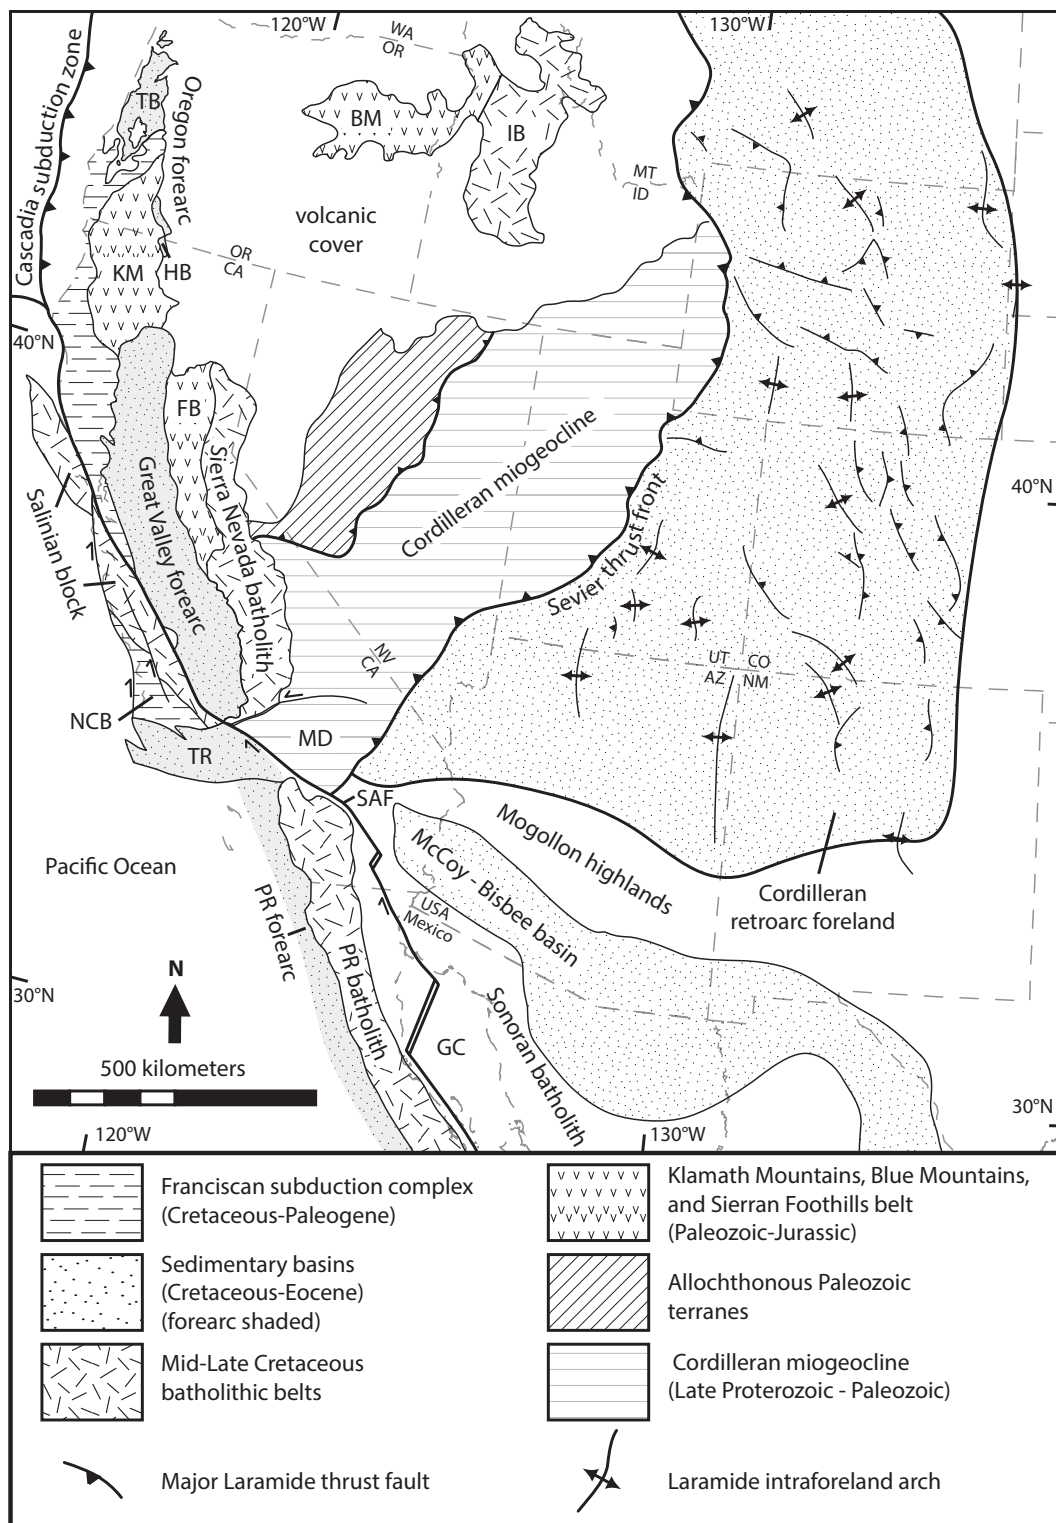 120°W
130°W
WA
OR
Cascadia subduction zone
TB
Oregon forearc
BM
IB
MT
ID
volcanic
cover
OR
CA
KM
HB
40°N
FB
Great Valley forearc
Sierra Nevada batholith
Salinian block
Cordilleran miogeocline
Sevier thrust front
40°N
NV
CA
UT
CO
AZ
NM
NCB
TR
MD
SAF
Mogollon highlands
McCoy - Bisbee basin
Cordilleran
retroarc foreland
Pacific Ocean
USA
Mexico
PR forearc
PR batholith
N
30°N
GC
Sonoran batholith
500 kilometers
120°W
130°W
30°N
Franciscan subduction complex
(Cretaceous-Paleogene)
Sedimentary basins
(Cretaceous-Eocene)
(forearc shaded)
Mid-Late Cretaceous
batholithic belts
Major Laramide thrust fault
Klamath Mountains, Blue Mountains,
and Sierran Foothills belt
(Paleozoic-Jurassic)
Allochthonous Paleozoic
terranes
Cordilleran miogeocline
(Late Proterozoic - Paleozoic)
Laramide intraforeland arch